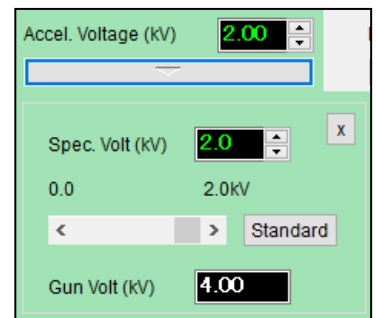 Accel. Voltage (kV) 2.00
x
Spec. Volt (kV) 2.0
0.0 2.0kV
Standard
Gun Volt (kV) 4.00